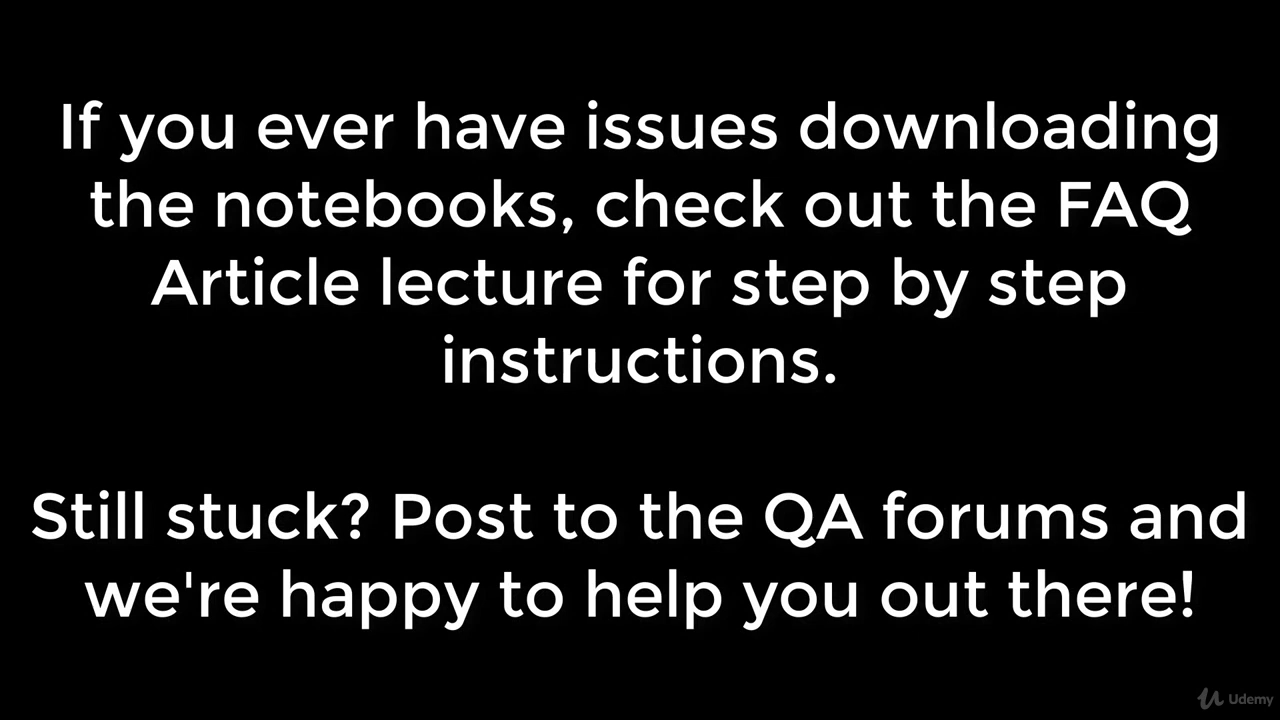 If you ever have issues downloading
the notebooks, check out the FAQ
Article lecture for step by step
instructions.
Still stuck? Post to the QA forums and
we're happy to help you out there!
Udemy